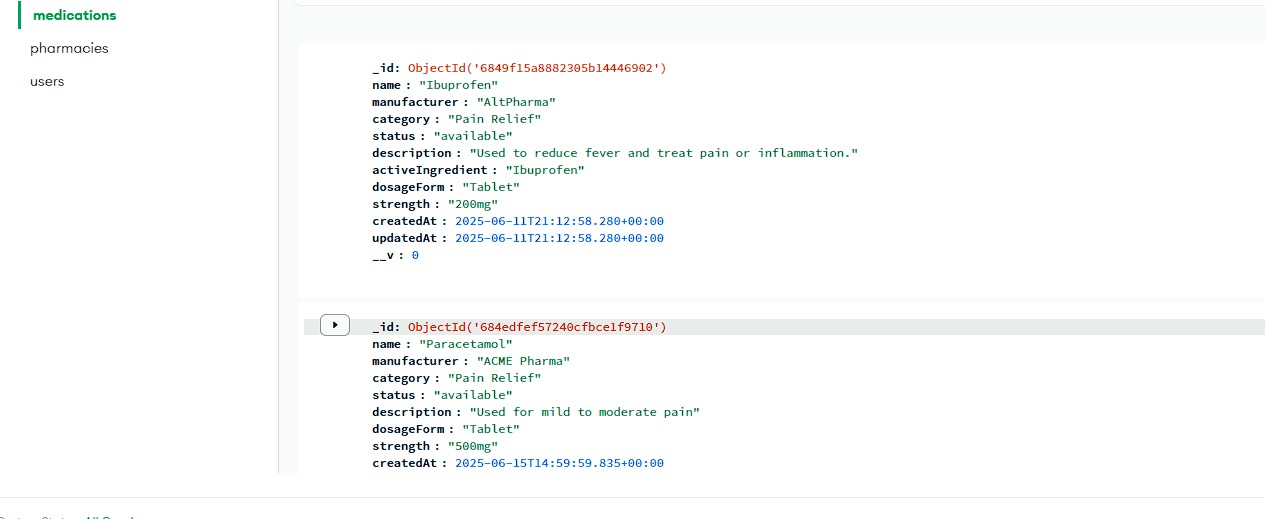 medications
pharmacies
users
_id: ObjectId('6849f15a8882305b14446902')
name : "Ibuprofen"
manufacturer : "AltPharma"
category : "Pain Relief"
status : "available"
description : "Used to reduce fever and treat pain or inflammation."
activeIngredient : "Ibuprofen"
dosageForm : "Tablet"
strength : "200mg"
createdAt : 2025-06-11T21:12:58.280+00:00
updatedAt : 2025-06-11T21:12:58.280+00:00
__v : 0
_id: ObjectId('684edfef57240cfbce1f9710')
name : "Paracetamol"
manufacturer : "ACME Pharma"
category : "Pain Relief"
status : "available"
description : "Used for mild to moderate pain"
dosageForm : "Tablet"
strength : "500mg"
createdAt : 2025-06-15T14:59:59.835+00:00